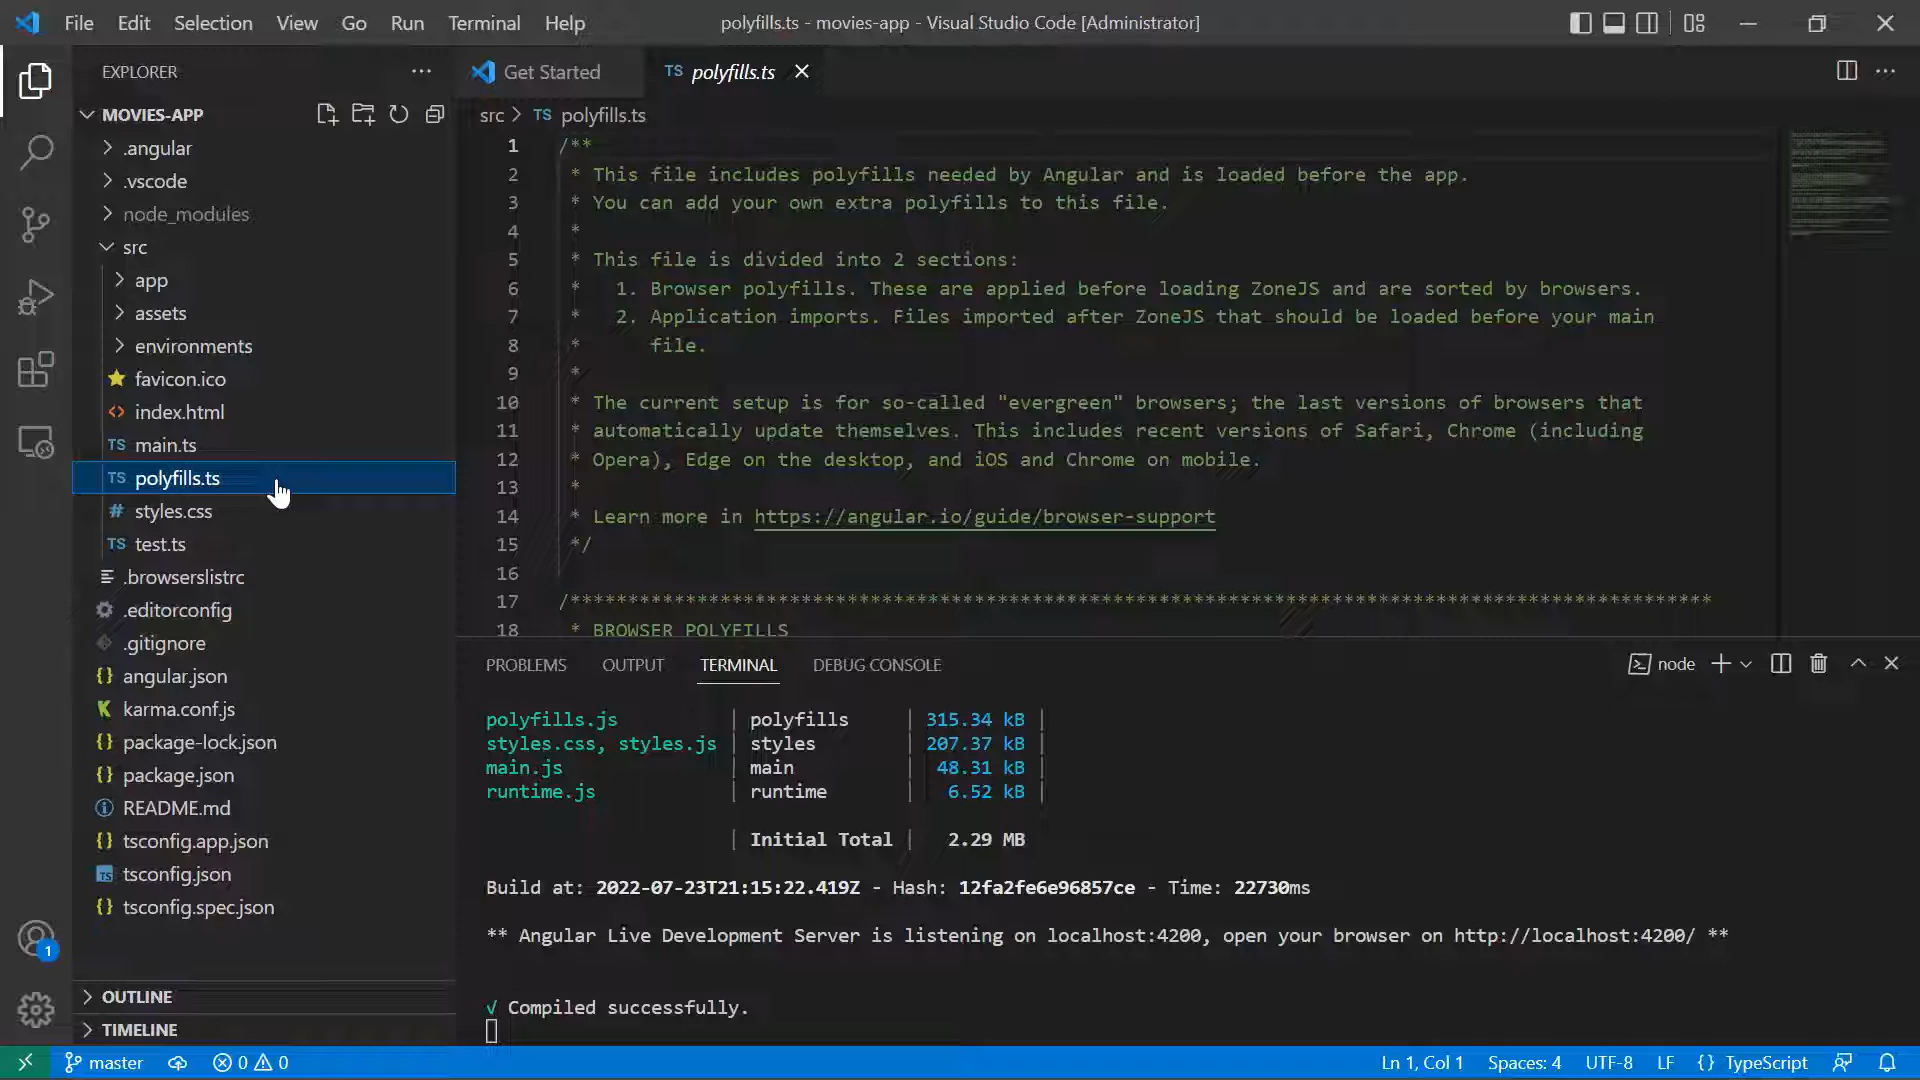 File Edit Selection View Go Run Terminal Help
polyfills.ts - movies-app - Visual Studio Code [Administrator]
EXPLORER
MOVIES-APP
.angular
.vscode
node_modules
src
app
assets
environments
favicon.ico
<> index.html
TS main.ts
TS polyfills.ts
# styles.css
TS test.ts
.browserslistrc
.editorconfig
.gitignore
{} angular.json
karma.conf.js
{} package-lock.json
{} package.json
README.md
{} tsconfig.app.json
TS tsconfig.json
{} tsconfig.spec.json
1
OUTLINE
TIMELINE
Get Started
TS polyfills.ts
src > TS polyfills.ts
1 /**
2 * This file includes polyfills needed by Angular and is loaded before the app.
3 * You can add your own extra polyfills to this file.
4 *
5 * This file is divided into 2 sections:
6 * 1. Browser polyfills. These are applied before loading ZoneJS and are sorted by browsers.
7 * 2. Application imports. Files imported after ZoneJS that should be loaded before your main
8 * file.
9 *
10 * The current setup is for so-called "evergreen" browsers; the last versions of browsers that
11 * automatically update themselves. This includes recent versions of Safari, Chrome (including
12 * Opera), Edge on the desktop, and iOS and Chrome on mobile.
13 *
14 * Learn more in https://angular.io/guide/browser-support
15 */
16
17 /***************************************************************************************************
18 * BROWSER POLYFILLS
PROBLEMS OUTPUT TERMINAL DEBUG CONSOLE
node
polyfills.js | polyfills | 315.34 kB |
styles.css, styles.js | styles | 207.37 kB |
main.js | main | 48.31 kB |
runtime.js | runtime | 6.52 kB |
| Initial Total | 2.29 MB
Build at: 2022-07-23T21:15:22.419Z - Hash: 12fa2fe6e96857ce - Time: 22730ms
** Angular Live Development Server is listening on localhost:4200, open your browser on http://localhost:4200/ **
√ Compiled successfully.
master 0 0
Ln 1, Col 1 Spaces: 4 UTF-8 LF {} TypeScript